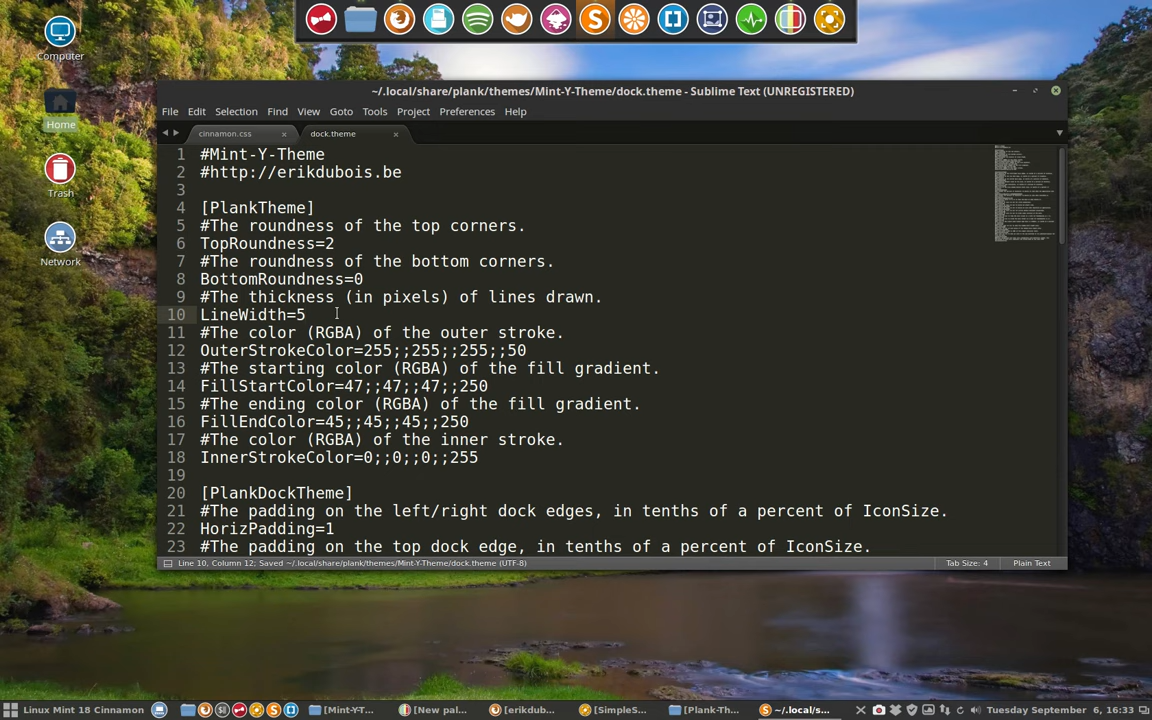 Computer
Home
Trash
Network
~/.local/share/plank/themes/Mint-Y-Theme/dock.theme - Sublime Text (UNREGISTERED)
File Edit Selection Find View Goto Tools Project Preferences Help
cinnamon.css dock.theme
1 #Mint-Y-Theme
2 #http://erikdubois.be
3
4 [PlankTheme]
5 #The roundness of the top corners.
6 TopRoundness=2
7 #The roundness of the bottom corners.
8 BottomRoundness=0
9 #The thickness (in pixels) of lines drawn.
10 LineWidth=5
11 #The color (RGBA) of the outer stroke.
12 OuterStrokeColor=255;;255;;255;;50
13 #The starting color (RGBA) of the fill gradient.
14 FillStartColor=47;;47;;47;;250
15 #The ending color (RGBA) of the fill gradient.
16 FillEndColor=45;;45;;45;;250
17 #The color (RGBA) of the inner stroke.
18 InnerStrokeColor=0;;0;;0;;255
19
20 [PlankDockTheme]
21 #The padding on the left/right dock edges, in tenths of a percent of IconSize.
22 HorizPadding=1
23 #The padding on the top dock edge, in tenths of a percent of IconSize.
Line 10, Column 12; Saved ~/.local/share/plank/themes/Mint-Y-Theme/dock.theme (UTF-8) Tab Size: 4 Plain Text
Linux Mint 18 Cinnamon [Mint-Y-T... [New pal... [erikdub... [SimpleS... [Plank-Th... ~/.local/s... Tuesday September 6, 16:33